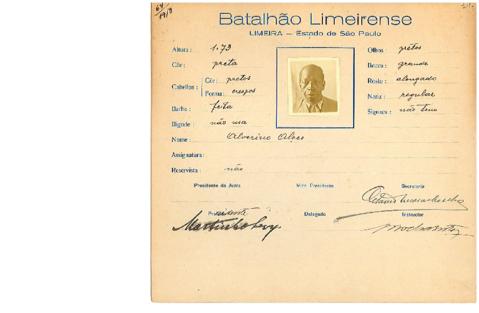 64
Batalhão Limeirense
LIMEIRA — Estado de São Paulo
Altura: 1.73
Olhos: pretos
Côr: preta
Bocca: grande
Cabellos: Côr: pretos
Rosto: alongado
Forma: crespos
Nariz: regular
Barba: feita
Signaes: não tem
Bigode: não usa
Nome: Alverino Alves
Assignatura:
Reservista: não
Presidente da Junta Vice Presidente Secretario
Presidente Delegado Instructor